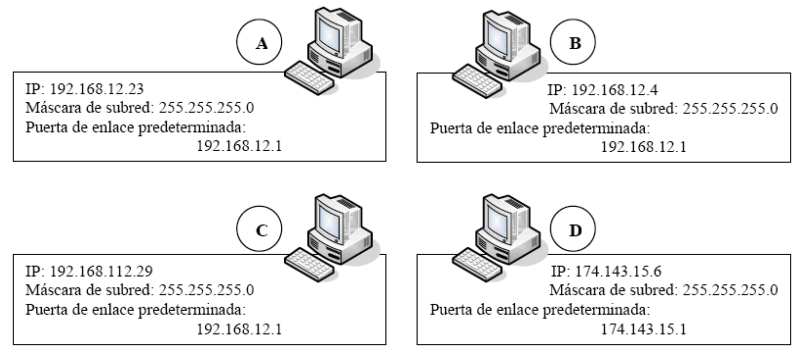 A
IP: 192.168.12.23
Máscara de subred: 255.255.255.0
Puerta de enlace predeterminada:
192.168.12.1
B
IP: 192.168.12.4
Máscara de subred: 255.255.255.0
Puerta de enlace predeterminada:
192.168.12.1
C
IP: 192.168.112.29
Máscara de subred: 255.255.255.0
Puerta de enlace predeterminada:
192.168.12.1
D
IP: 174.143.15.6
Máscara de subred: 255.255.255.0
Puerta de enlace predeterminada:
174.143.15.1